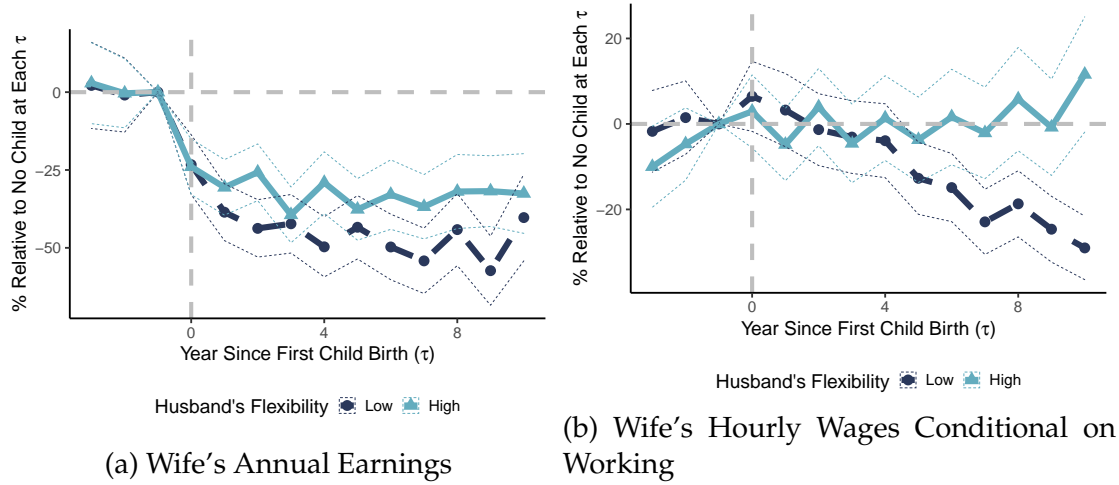 % Relative to No Child at Each τ
0
−25
−50
0
4
8
Year Since First Child Birth (τ)
Husband's Flexibility Low High
(a) Wife's Annual Earnings
% Relative to No Child at Each τ
20
0
−20
0
4
8
Year Since First Child Birth (τ)
Husband's Flexibility Low High
(b) Wife's Hourly Wages Conditional on
Working